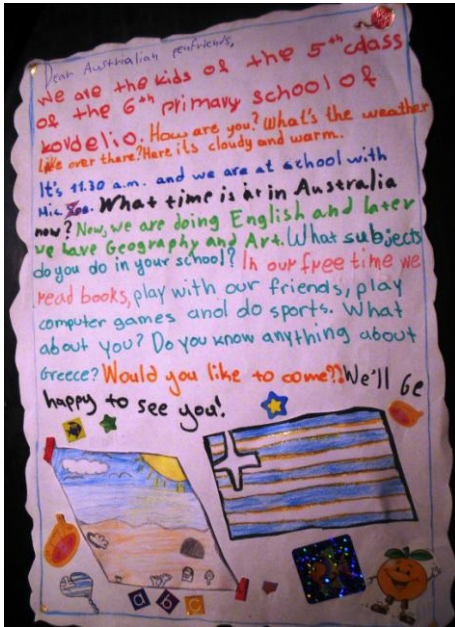 Dear Australian penfriends,
We are the kids of the 5th class
of the 6th primary school of
kordelio. How are you? What's the weather
like over there? Here its cloudy and warm.
It's 11.30 a.m. and we are at school with
Mis Zoe. What time is it in Australia
now? Now, we are doing English and later
we have Geography and Art. What subjects
do you do in your school? In our free time we
read books, play with our friends, play
computer games and do sports. What
about you? Do you know anything about
Greece? Would you like to come?? We'll be
happy to see you!
a b c